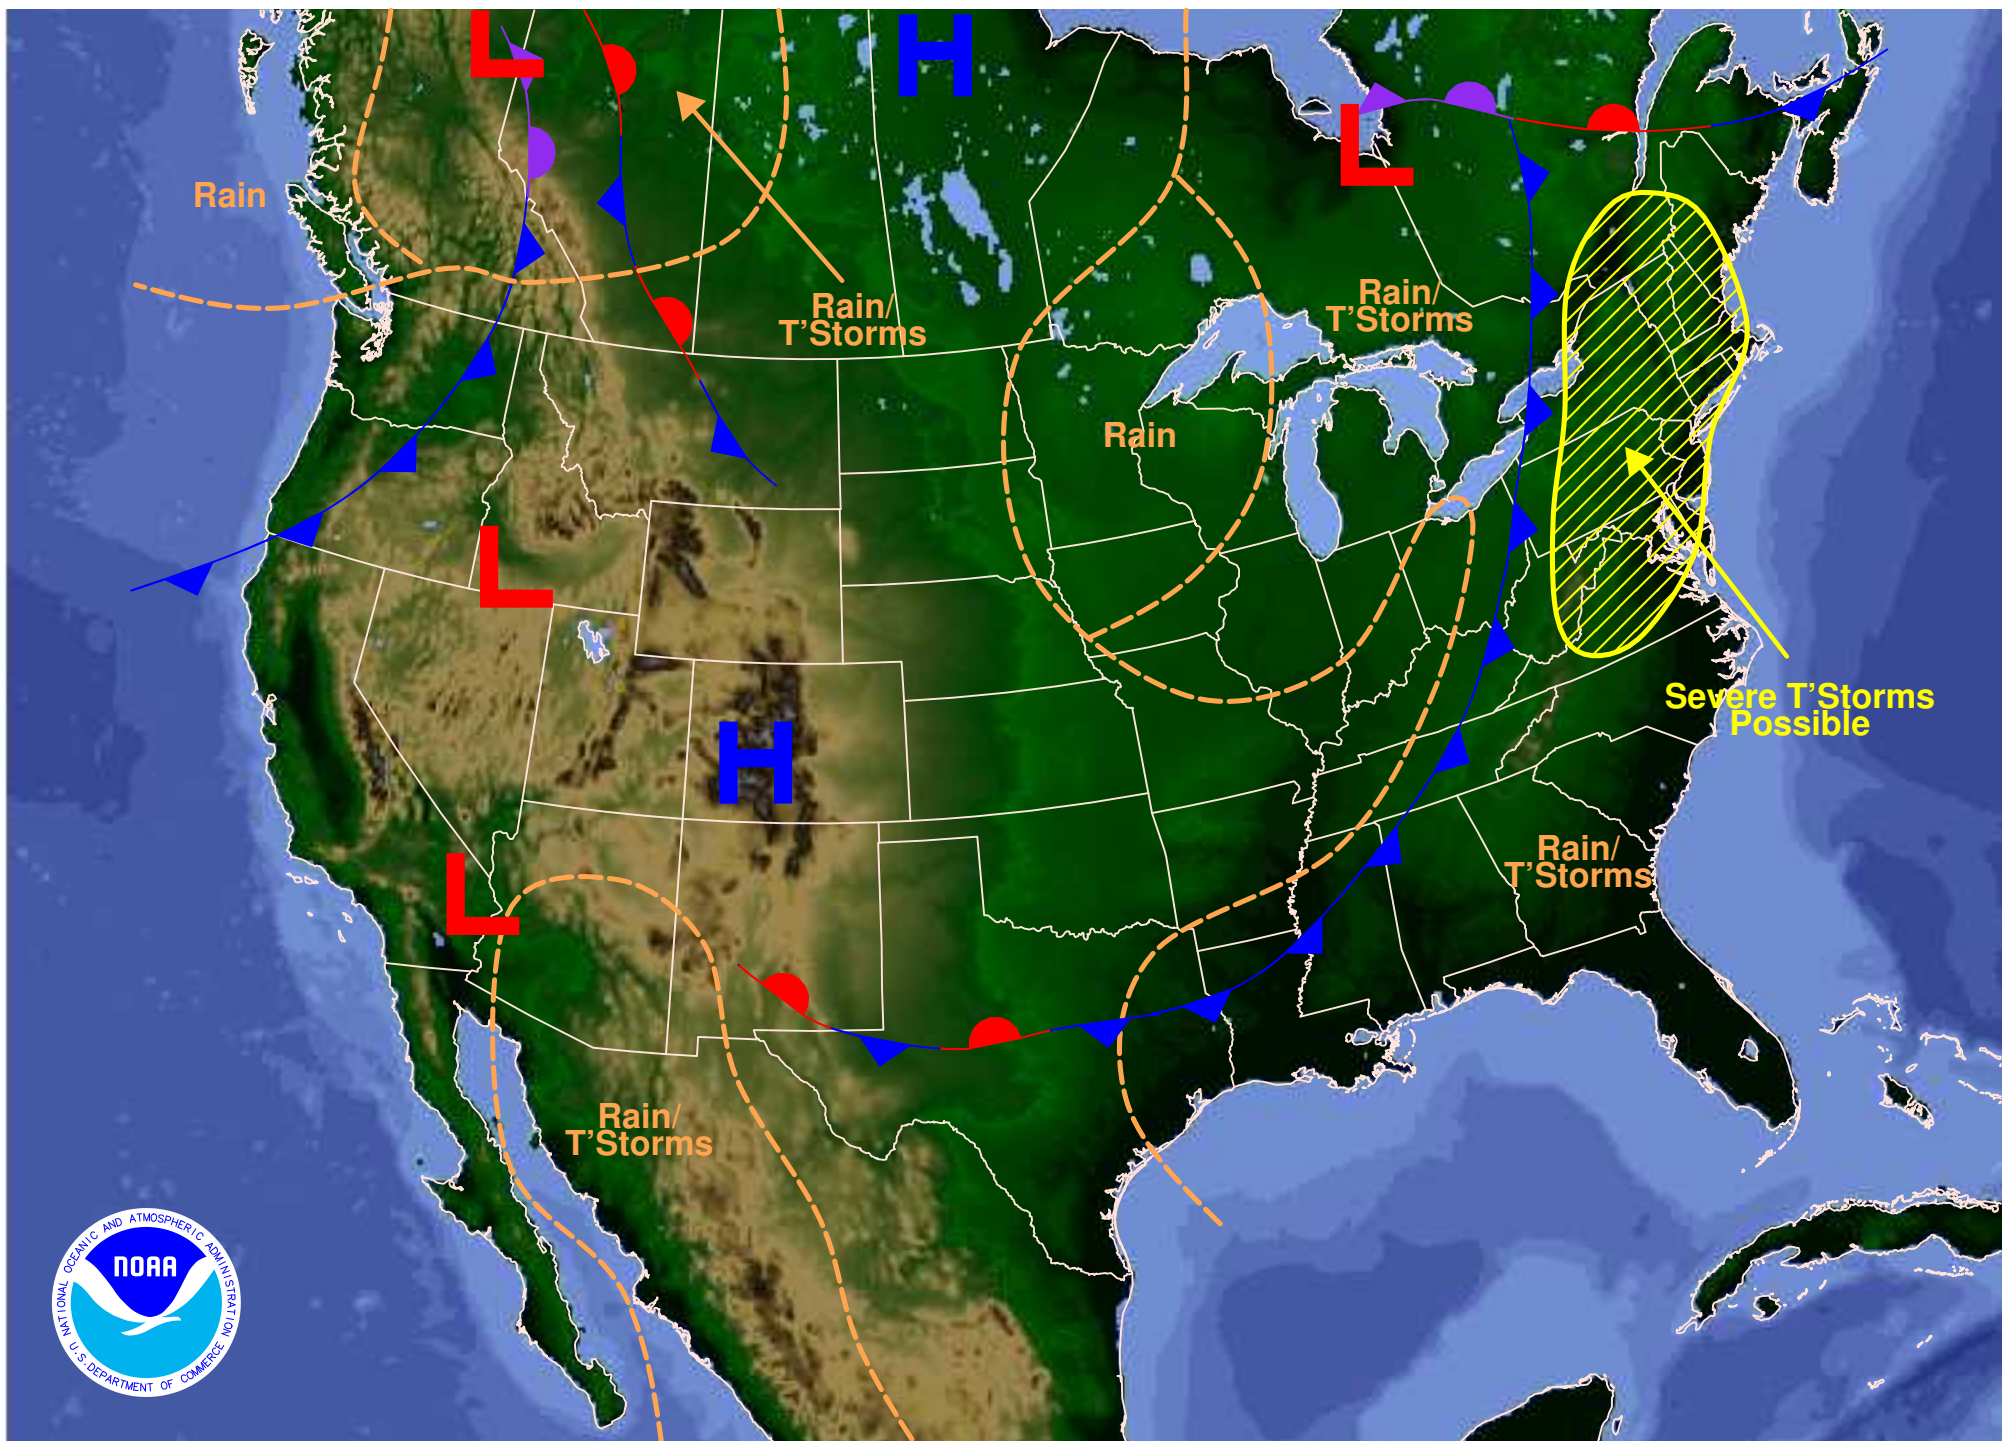 L
H
L
Rain
Rain/
T'Storms
Rain/
T'Storms
Rain
L
Severe T'Storms
Possible
H
Rain/
T'Storms
L
Rain/
T'Storms
NATIONAL OCEANIC AND ATMOSPHERIC ADMINISTRATION
NOAA
U.S. DEPARTMENT OF COMMERCE